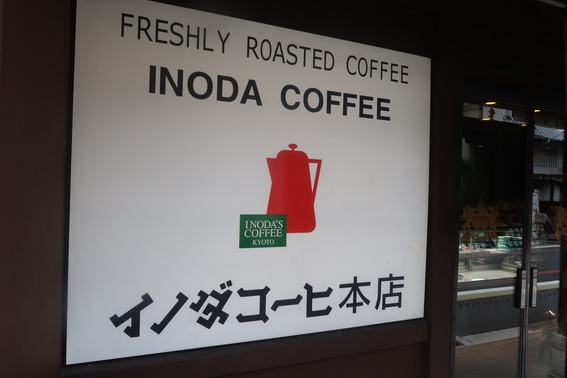 FRESHLY ROASTED COFFEE
INODA COFFEE
INODA'S
COFFEE
KYOTO
イノダコーヒ本店